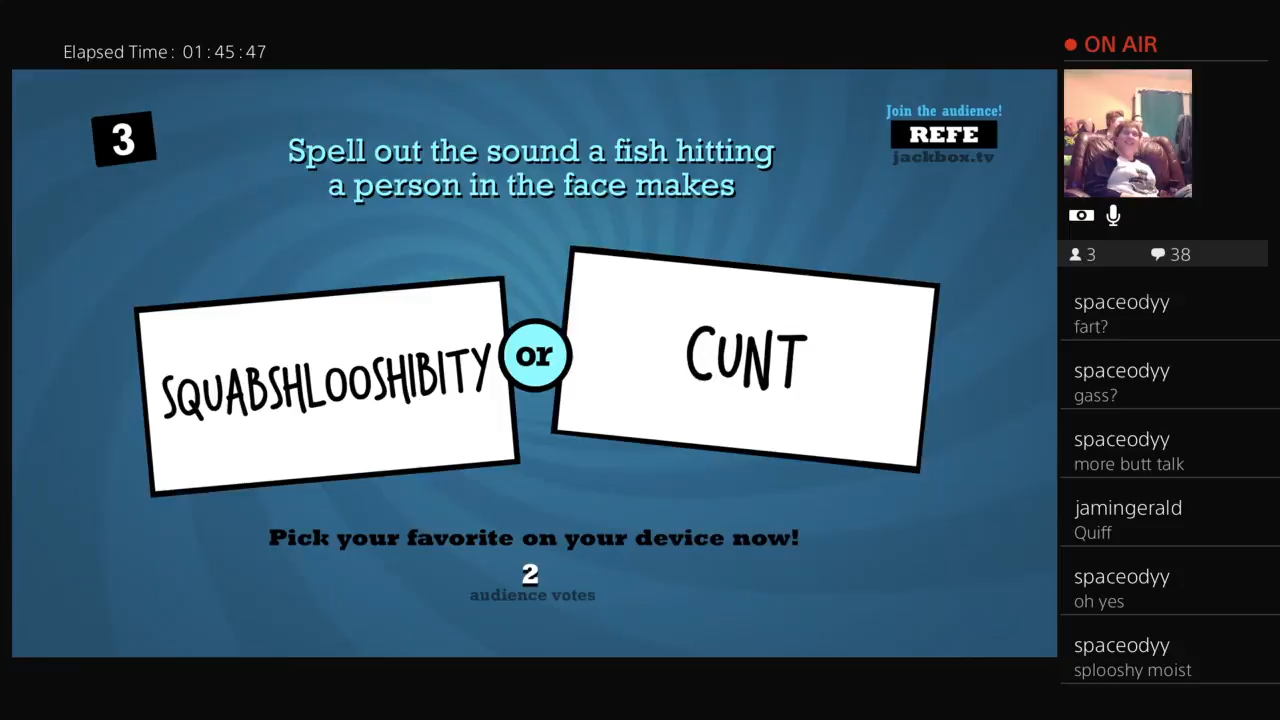 Elapsed Time: 01:45:47
ON AIR
3
Join the audience!
REFE
jackbox.tv
Spell out the sound a fish hitting
a person in the face makes
SQUABSHLOOSHIBITY
or
CUNT
Pick your favorite on your device now!
2
audience votes
3
38
spaceodyy
fart?
spaceodyy
gass?
spaceodyy
more butt talk
jamingerald
Quiff
spaceodyy
oh yes
spaceodyy
splooshy moist